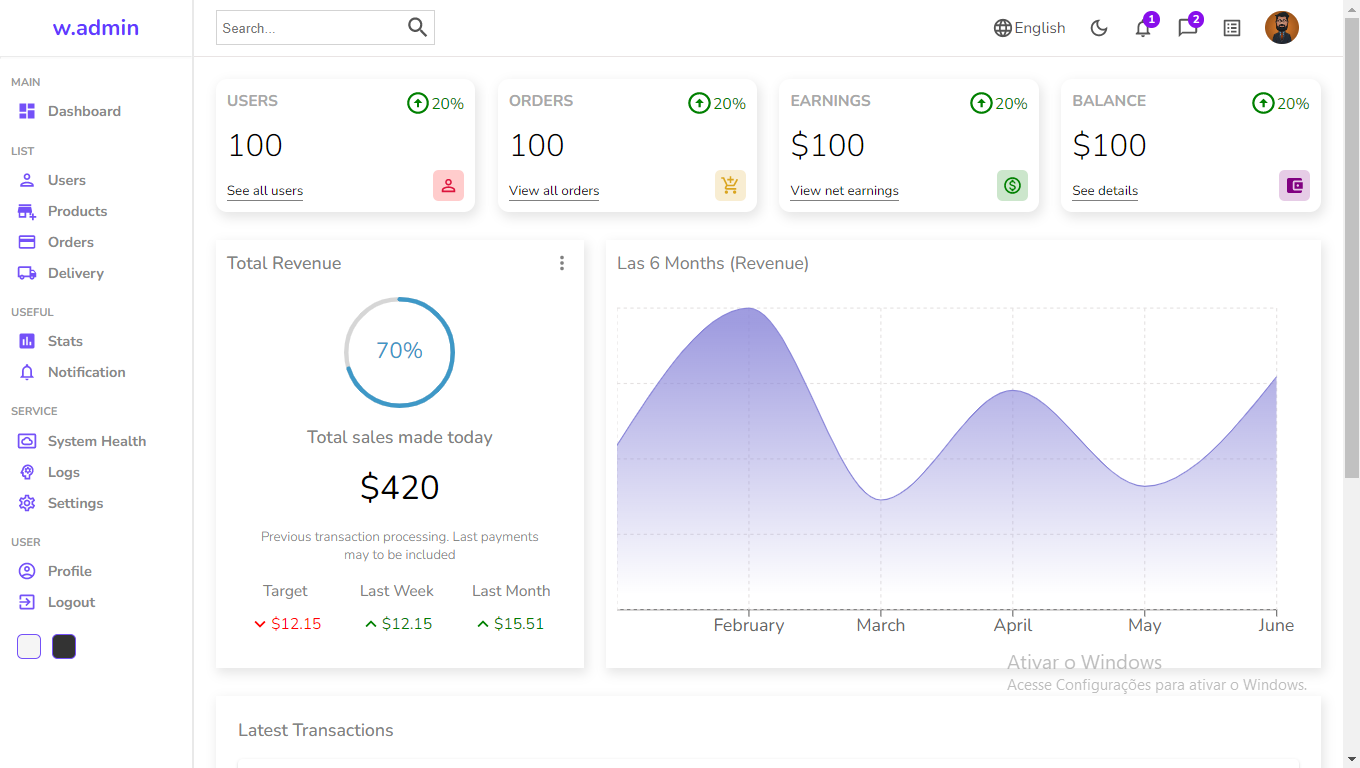 w.admin
Search...
English
1
2
MAIN
Dashboard
LIST
Users
Products
Orders
Delivery
USEFUL
Stats
Notification
SERVICE
System Health
Logs
Settings
USER
Profile
Logout
USERS
20%
100
See all users
ORDERS
20%
100
View all orders
EARNINGS
20%
$100
View net earnings
BALANCE
20%
$100
See details
Total Revenue
70%
Total sales made today
$420
Previous transaction processing. Last payments
may to be included
Target
Last Week
Last Month
$12.15
$12.15
$15.51
Las 6 Months (Revenue)
February
March
April
May
June
Ativar o Windows
Acesse Configurações para ativar o Windows.
Latest Transactions